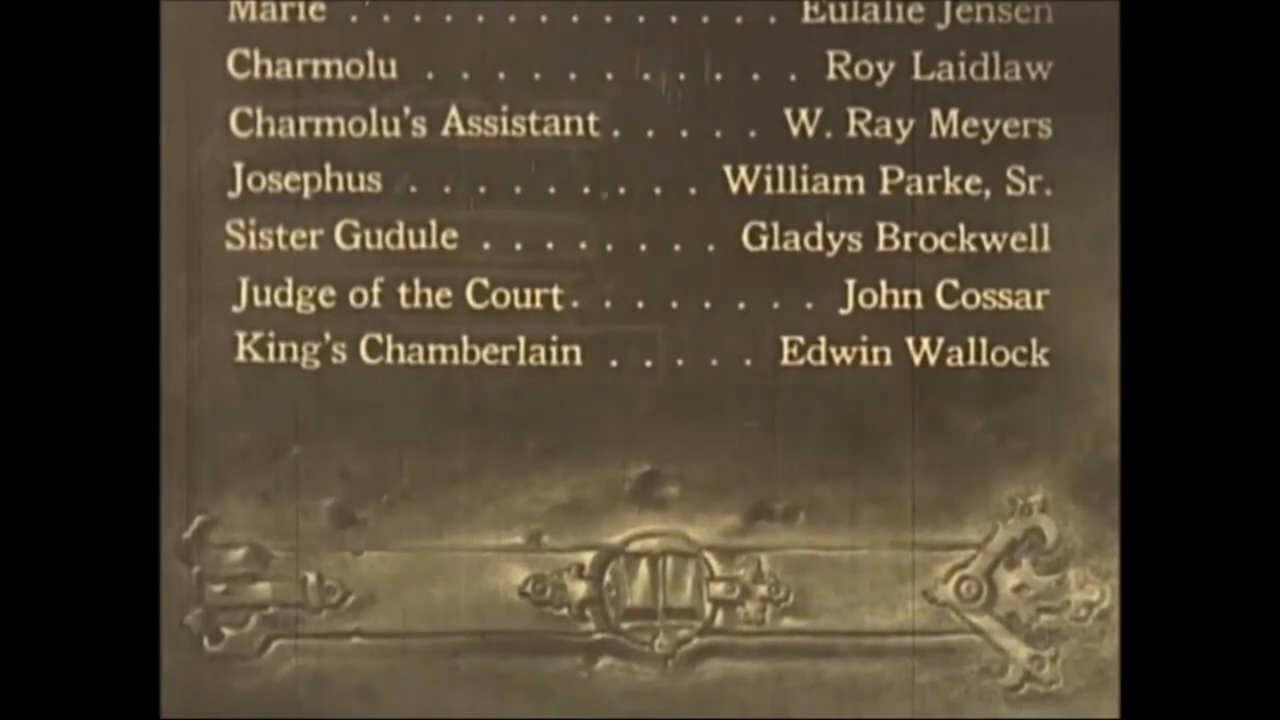 Marie . . . . . . . . . . . . . . . . Eulalie Jensen
Charmolu . . . . . . . . . . . Roy Laidlaw
Charmolu's Assistant . . . . . W. Ray Meyers
Josephus . . . . . . . . . . William Parke, Sr.
Sister Gudule . . . . . . . . Gladys Brockwell
Judge of the Court . . . . . . . . . John Cossar
King's Chamberlain . . . . . Edwin Wallock